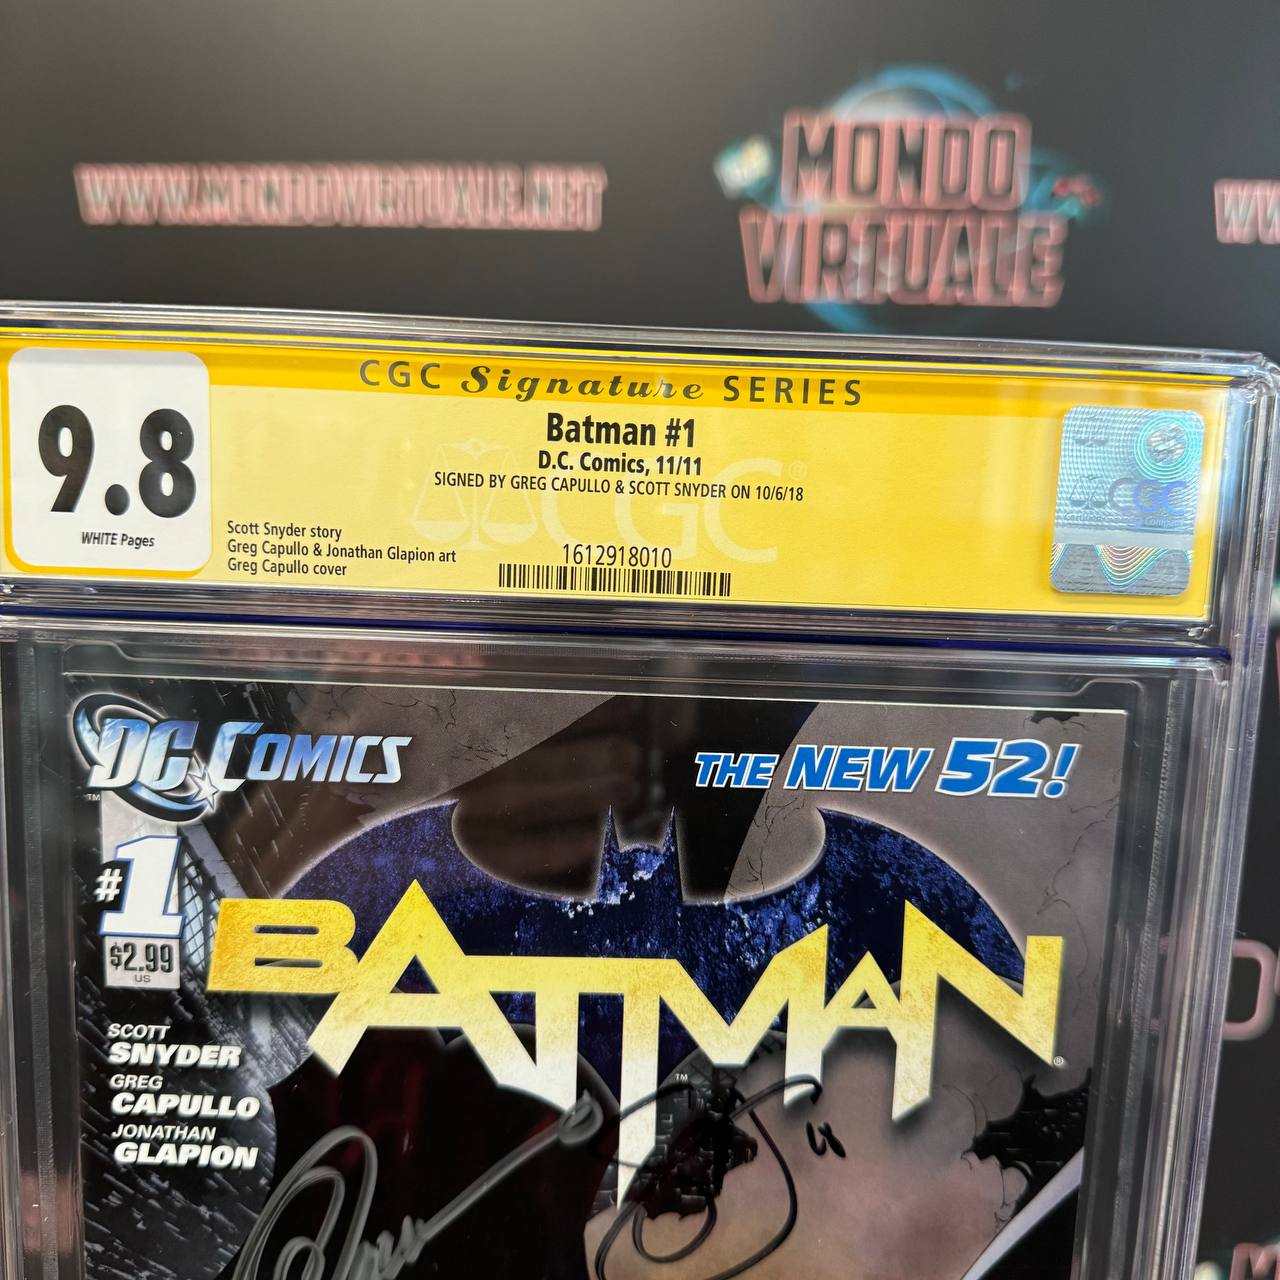 WWW.MONDOVIRTUALE.NET
MONDO
VIRTUALE
CGC Signature SERIES
9.8
WHITE Pages
Batman #1
D.C. Comics, 11/11
SIGNED BY GREG CAPULLO & SCOTT SNYDER ON 10/6/18
Scott Snyder story
Greg Capullo & Jonathan Glapion art
Greg Capullo cover
1612918010
CGC
DC COMICS
™
THE NEW 52!
#1
$2.99
US
BATMAN
®
™
SCOTT
SNYDER
GREG
CAPULLO
JONATHAN
GLAPION